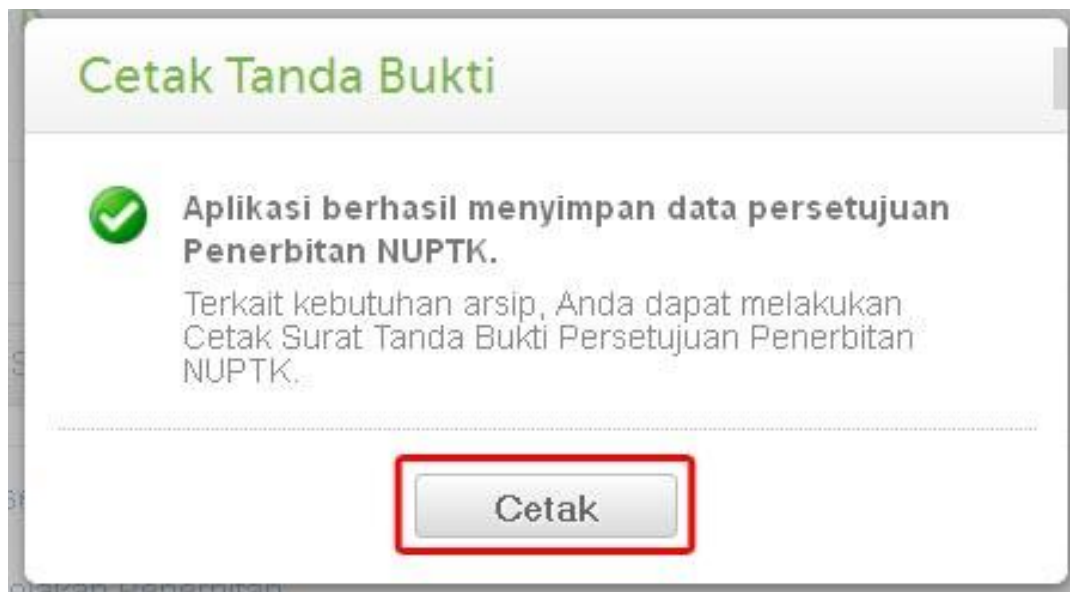 Cetak Tanda Bukti
Aplikasi berhasil menyimpan data persetujuan
Penerbitan NUPTK.
Terkait kebutuhan arsip, Anda dapat melakukan
Cetak Surat Tanda Bukti Persetujuan Penerbitan
NUPTK.
Cetak